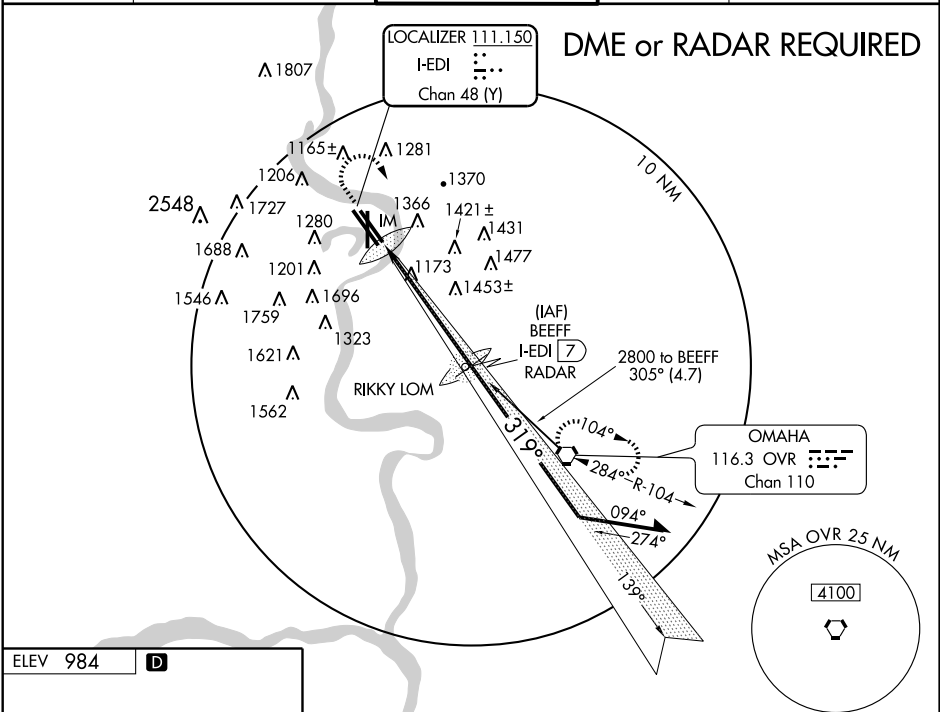 LOCALIZER 111.150
I-EDI
Chan 48 (Y)
DME or RADAR REQUIRED
1807
10 NM
1165±
1281
1206
1370
2548
1727
1366
1421±
1280
IM
1431
1688
1201
1173
1477
1546
1759
1696
1453±
1323
(IAF)
BEEFF
I-EDI 7
RADAR
1621
2800 to BEEFF
305° (4.7)
RIKKY LOM
1562
319°
104°
OMAHA
116.3 OVR
Chan 110
284°
R-104
094°
274°
139°
MSA OVR 25 NM
4100
ELEV 984 D